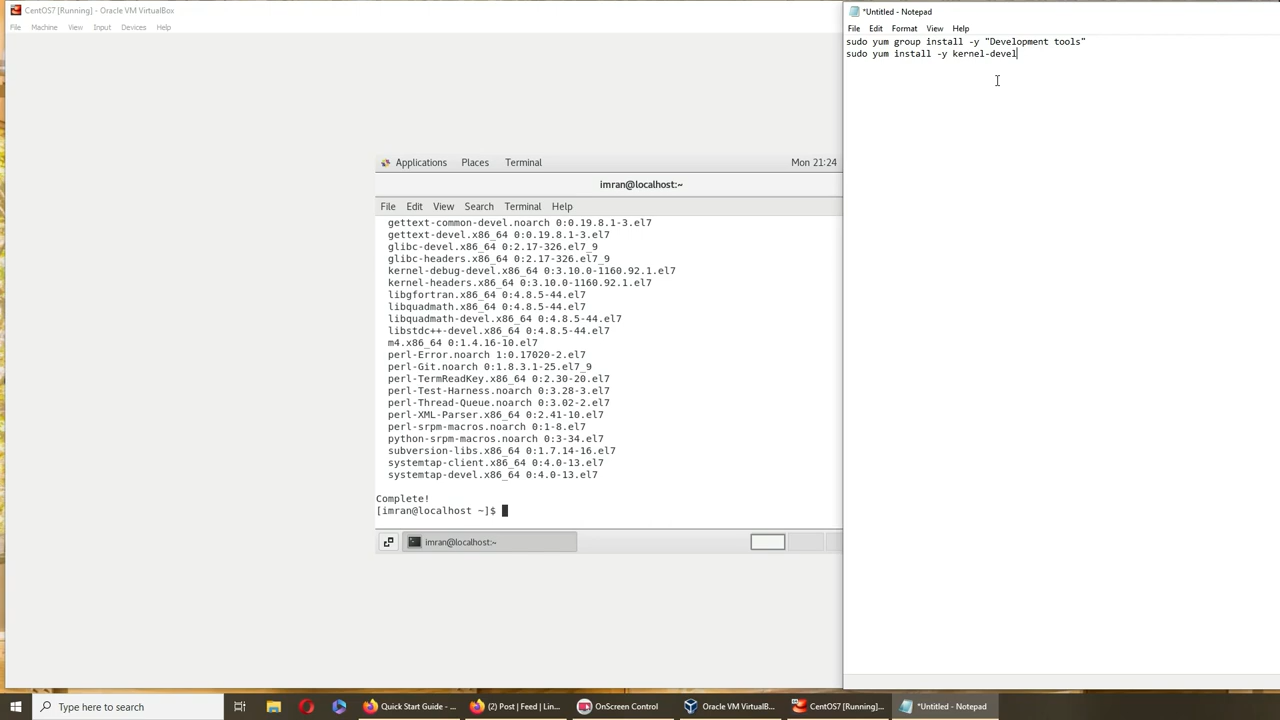 CentOS7 [Running] - Oracle VM VirtualBox
File Machine View Input Devices Help
*Untitled - Notepad
File Edit Format View Help
sudo yum group install -y "Development tools"
sudo yum install -y kernel-devel
Applications Places Terminal Mon 21:24
imran@localhost:~
File Edit View Search Terminal Help
gettext-common-devel.noarch 0:0.19.8.1-3.el7
gettext-devel.x86_64 0:0.19.8.1-3.el7
glibc-devel.x86_64 0:2.17-326.el7_9
glibc-headers.x86_64 0:2.17-326.el7_9
kernel-debug-devel.x86_64 0:3.10.0-1160.92.1.el7
kernel-headers.x86_64 0:3.10.0-1160.92.1.el7
libgfortran.x86_64 0:4.8.5-44.el7
libquadmath.x86_64 0:4.8.5-44.el7
libquadmath-devel.x86_64 0:4.8.5-44.el7
libstdc++-devel.x86_64 0:4.8.5-44.el7
m4.x86_64 0:1.4.16-10.el7
perl-Error.noarch 1:0.17020-2.el7
perl-Git.noarch 0:1.8.3.1-25.el7_9
perl-TermReadKey.x86_64 0:2.30-20.el7
perl-Test-Harness.noarch 0:3.28-3.el7
perl-Thread-Queue.noarch 0:3.02-2.el7
perl-XML-Parser.x86_64 0:2.41-10.el7
perl-srpm-macros.noarch 0:1-8.el7
python-srpm-macros.noarch 0:3-34.el7
subversion-libs.x86_64 0:1.7.14-16.el7
systemtap-client.x86_64 0:4.0-13.el7
systemtap-devel.x86_64 0:4.0-13.el7
Complete!
[imran@localhost ~]$
imran@localhost:~
Type here to search
Quick Start Guide - ...
(2) Post | Feed | Lin...
OnScreen Control
Oracle VM VirtualB...
CentOS7 [Running]...
*Untitled - Notepad